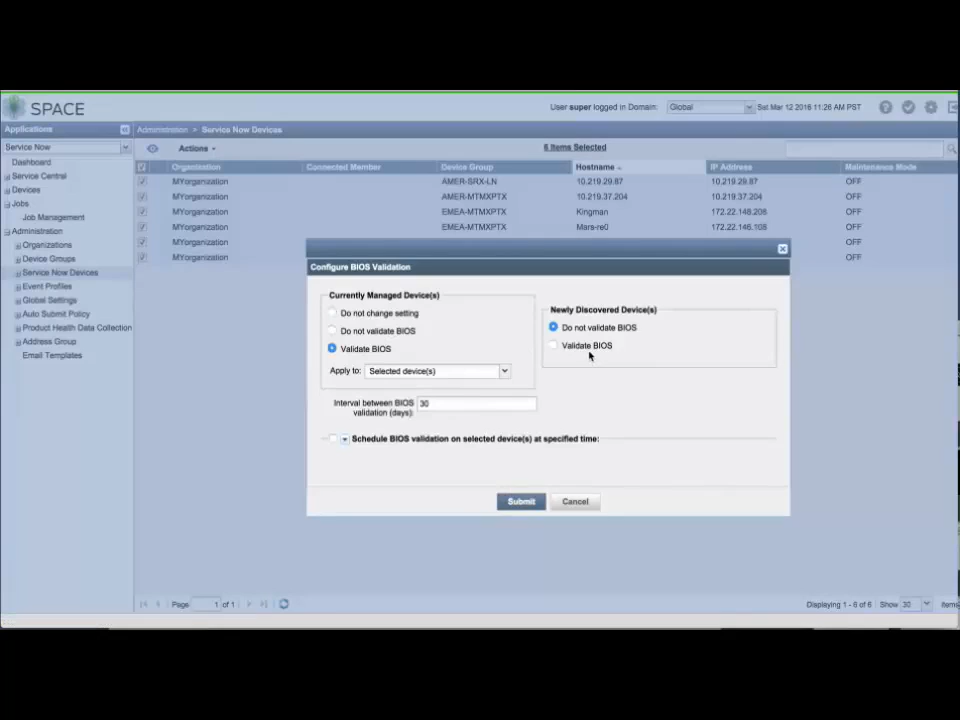 SPACE
User super logged in Domain: Global Sat Mar 12 2016 11:26 AM PST
Applications
Administration > Service Now Devices
Service Now
Actions
6 Items Selected
Dashboard
Service Central
Devices
Jobs
Job Management
Administration
Organizations
Device Groups
Service Now Devices
Event Profiles
Global Settings
Auto Submit Policy
Product Health Data Collection
Address Group
Email Templates
Organization Connected Member Device Group Hostname IP Address Maintenance Mode
MYorganization AMER-SRX-LN 10.219.29.87 10.219.29.87 OFF
MYorganization AMER-MTMXPTX 10.219.37.204 10.219.37.204 OFF
MYorganization EMEA-MTMXPTX Kingman 172.22.148.208 OFF
MYorganization EMEA-MTMXPTX Mars-re0 172.22.146.108 OFF
MYorganization OFF
MYorganization OFF
Configure BIOS Validation
Currently Managed Device(s)
Do not change setting
Do not validate BIOS
Validate BIOS
Apply to: Selected device(s)
Newly Discovered Device(s)
Do not validate BIOS
Validate BIOS
Interval between BIOS
validation (days): 30
Schedule BIOS validation on selected device(s) at specified time:
Submit Cancel
Page 1 of 1
Displaying 1 - 6 of 6 Show 30 items